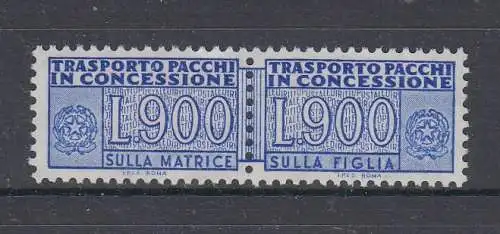 TRASPORTO PACCHI
IN CONCESSIONE
L.900
SULLA MATRICE
TRASPORTO PACCHI
IN CONCESSIONE
L.900
SULLA FIGLIA